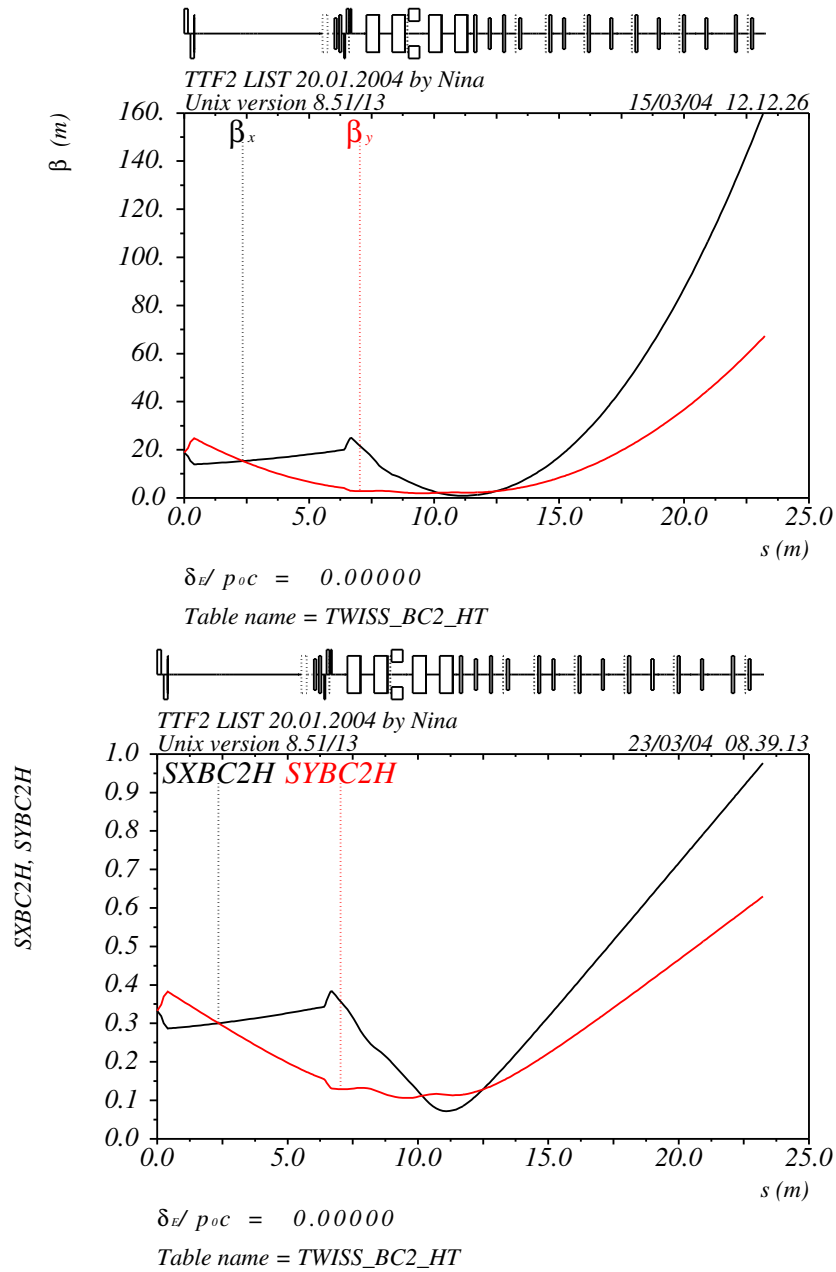 TTF2 LIST 20.01.2004 by Nina
Unix version 8.51/13 15/03/04 12.12.26
β x β y
β (m)
160.
140.
120.
100.
80.
60.
40.
20.
0.0
0.0 5.0 10.0 15.0 20.0 25.0
s (m)
δE/ p0c = 0.00000
Table name = TWISS_BC2_HT
TTF2 LIST 20.01.2004 by Nina
Unix version 8.51/13 23/03/04 08.39.13
SXBC2H SYBC2H
SXBC2H, SYBC2H
1.0
0.9
0.8
0.7
0.6
0.5
0.4
0.3
0.2
0.1
0.0
0.0 5.0 10.0 15.0 20.0 25.0
s (m)
δE/ p0c = 0.00000
Table name = TWISS_BC2_HT